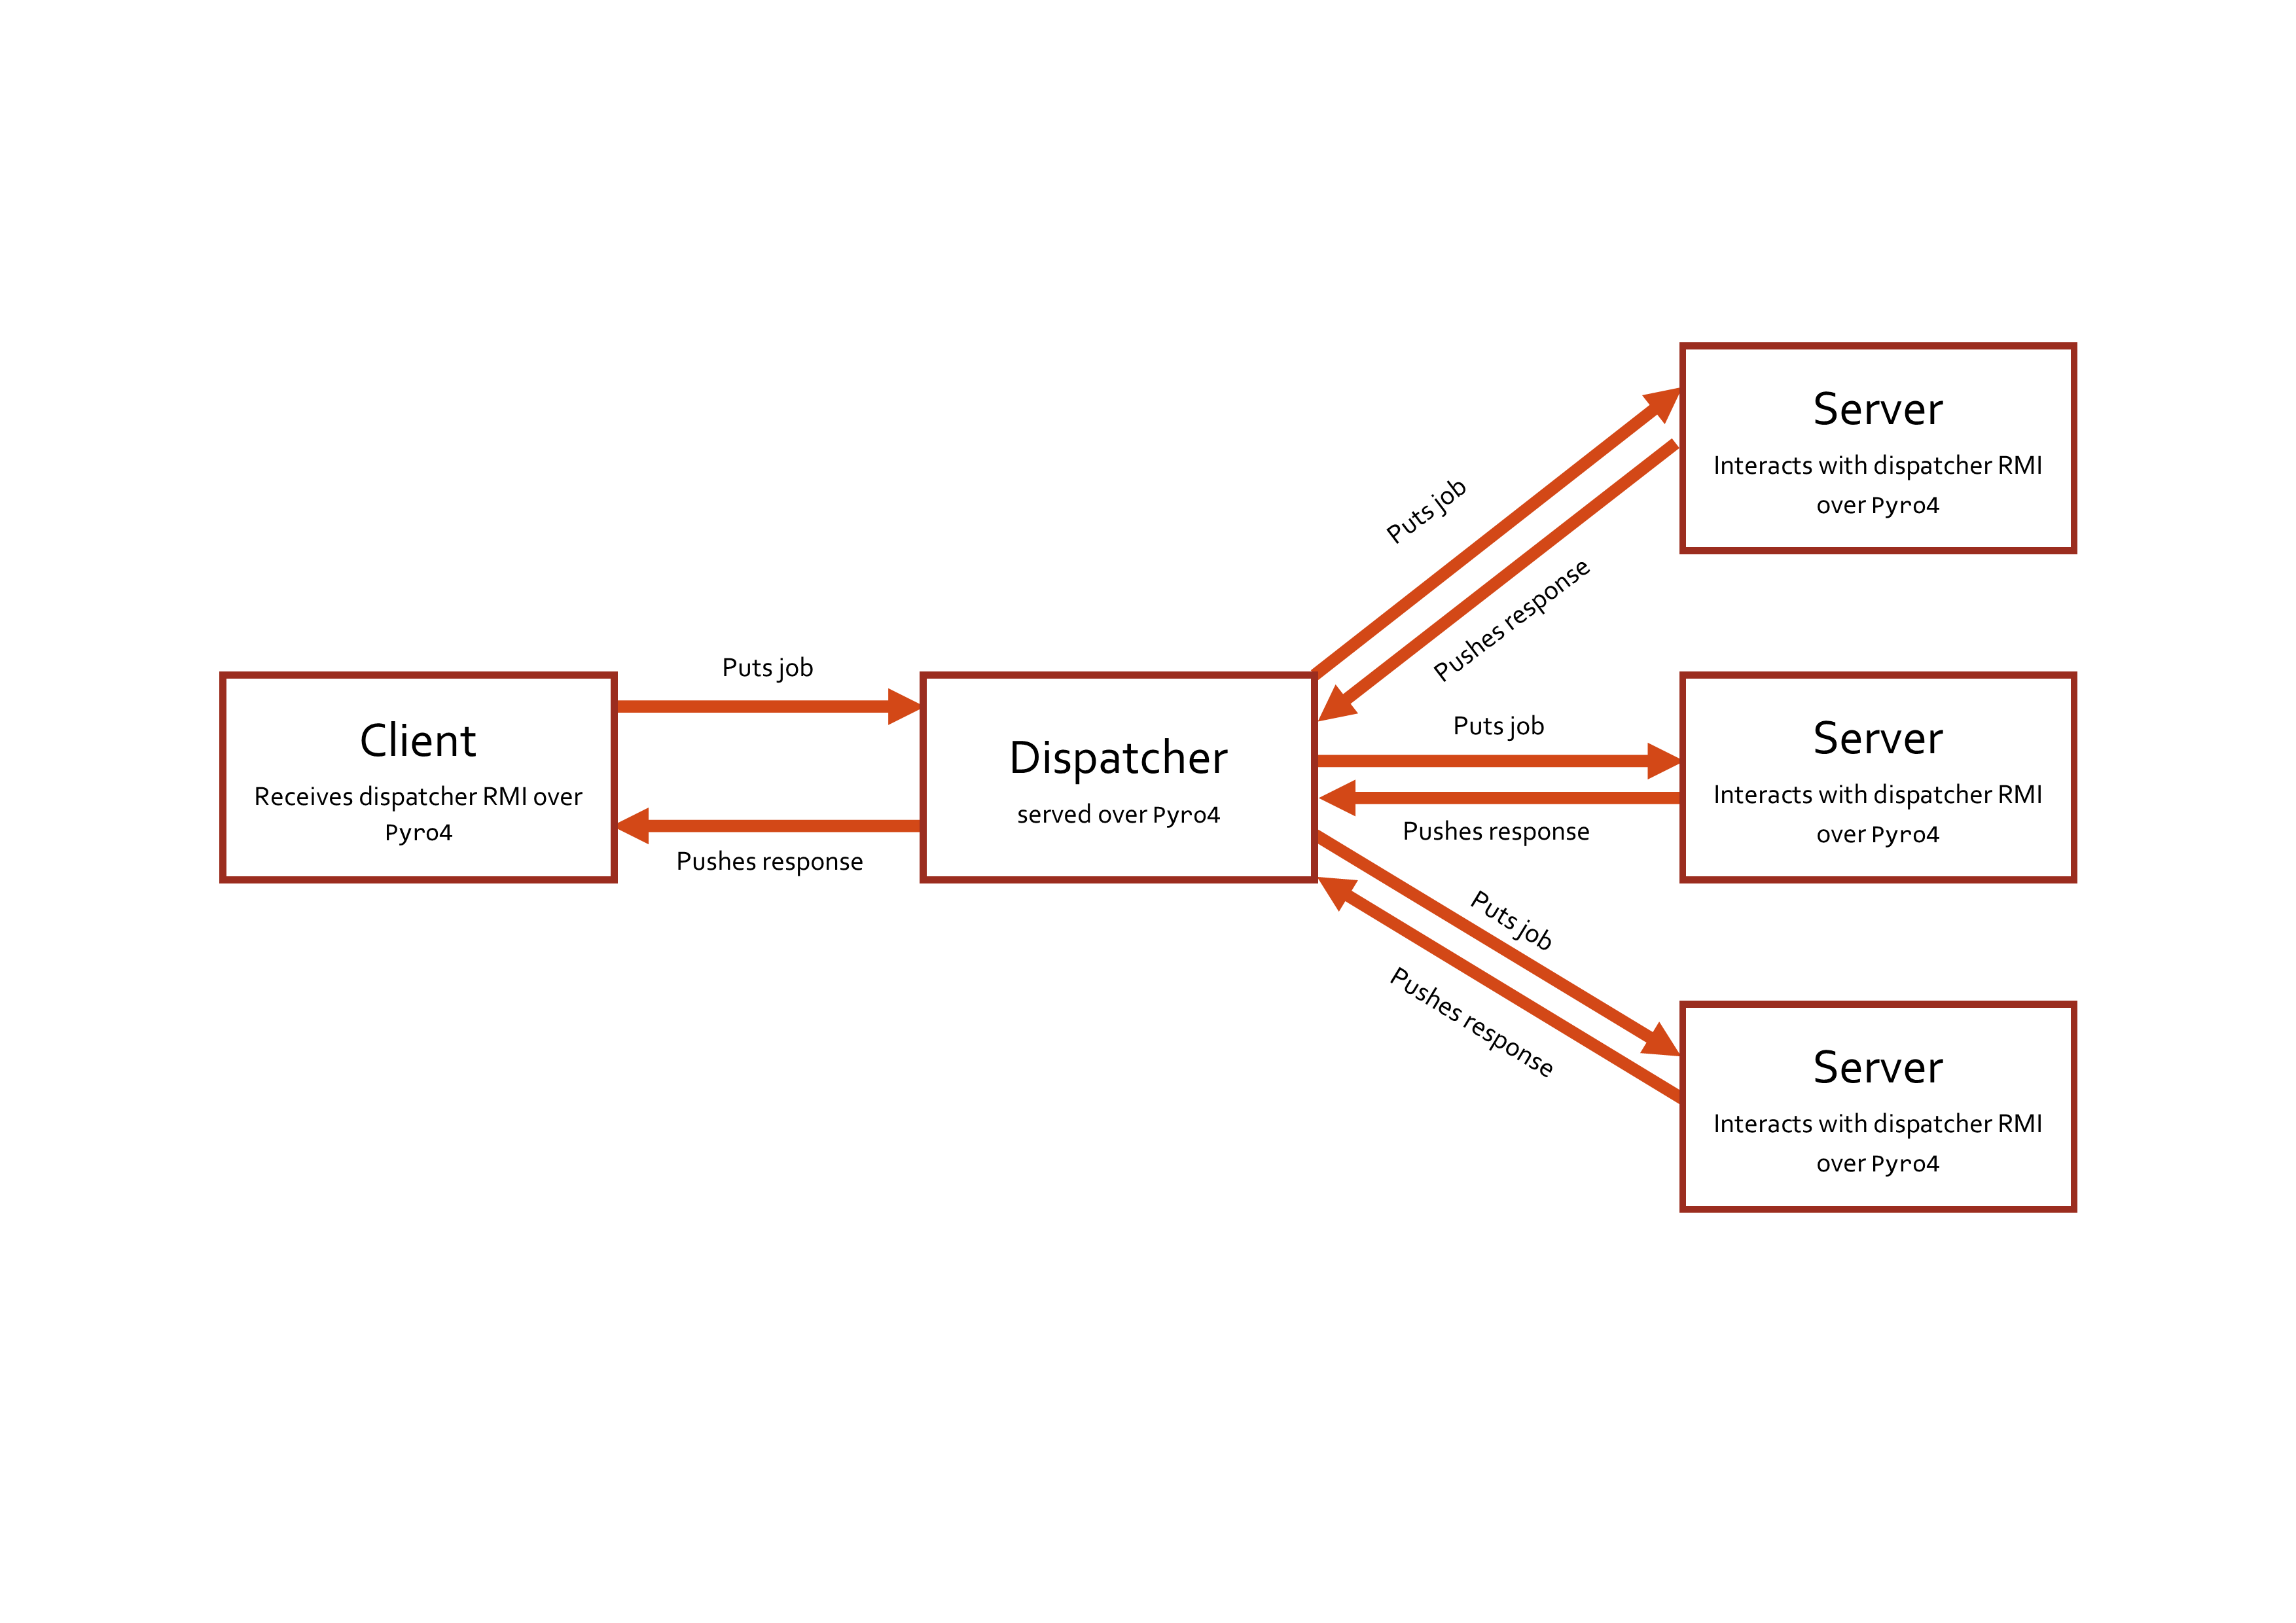 Client
Receives dispatcher RMI over
Pyro4
Puts job
Pushes response
Dispatcher
served over Pyro4
Puts job
Pushes response
Puts job
Pushes response
Puts job
Pushes response
Server
Interacts with dispatcher RMI
over Pyro4
Server
Interacts with dispatcher RMI
over Pyro4
Server
Interacts with dispatcher RMI
over Pyro4